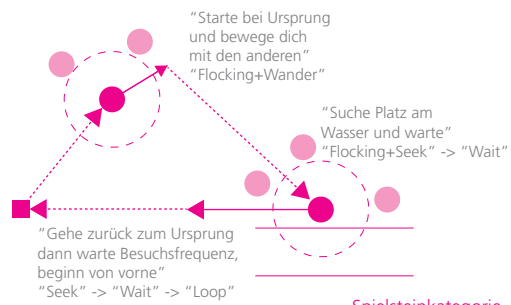 “Starte bei Ursprung
und bewege dich
mit den anderen”
“Flocking+Wander”
“Suche Platz am
Wasser und warte”
“Flocking+Seek” -> “Wait”
“Gehe zurück zum Ursprung
dann warte Besuchsfrequenz,
beginn von vorne”
“Seek” -> “Wait” -> “Loop”
Spielsteinkategorie